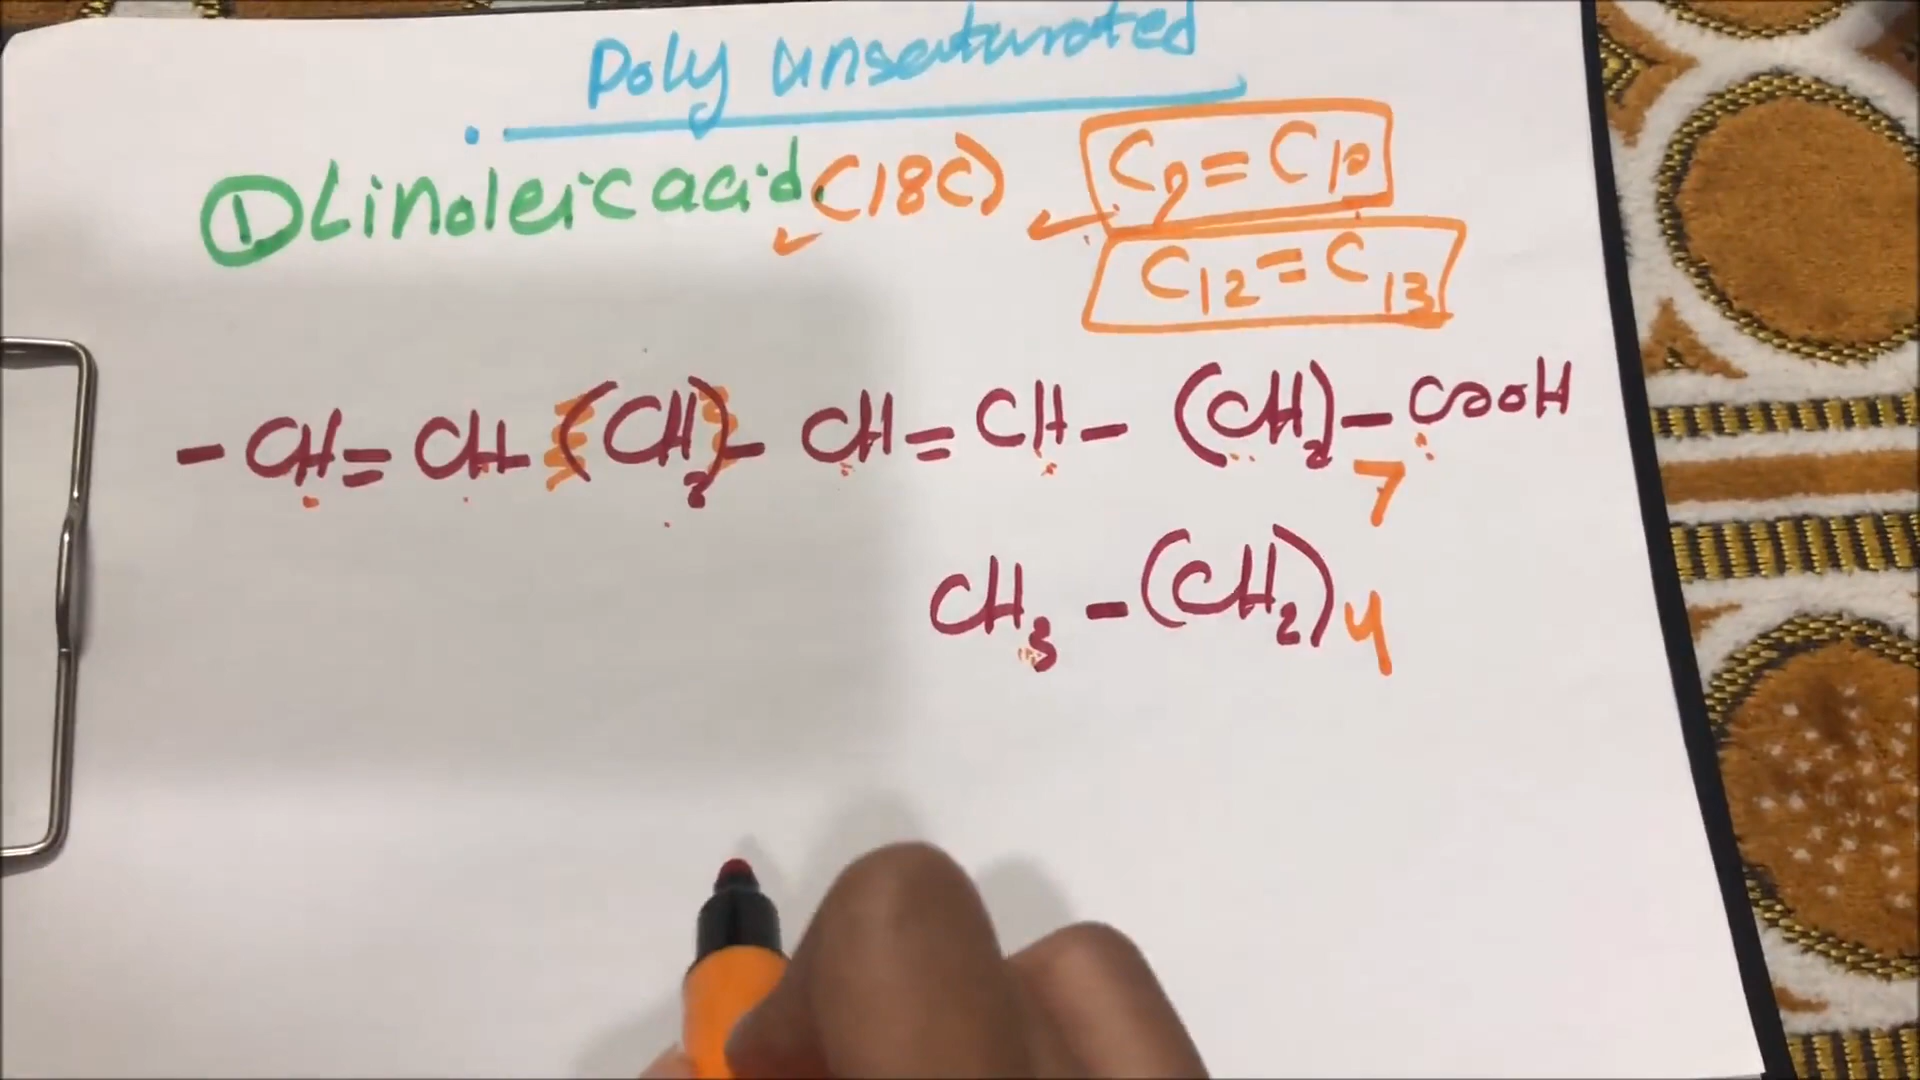 Poly unsaturated
① Linoleic acid (18C)
C₉=C₁₀
C₁₂=C₁₃
-CH=CH-(CH₂)-CH=CH-(CH₂)₇-COOH
CH₃-(CH₂)₄